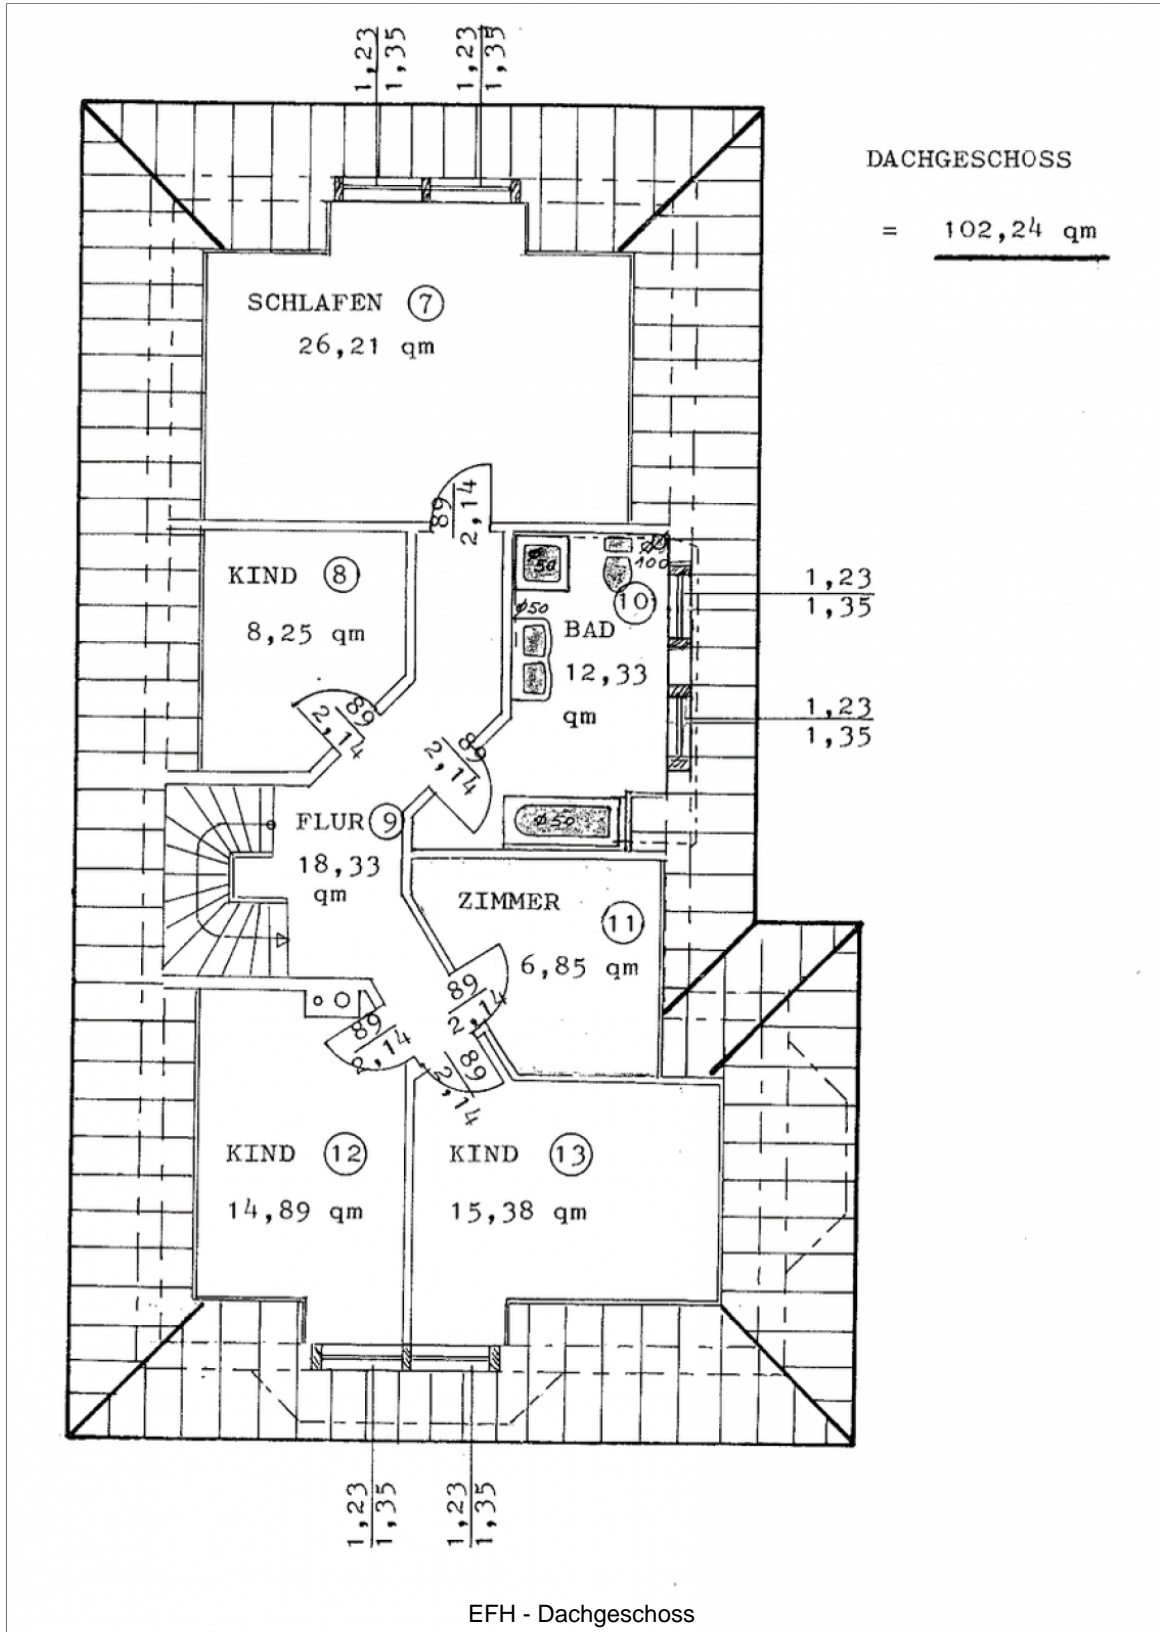 1,23
1,35
1,23
1,35
DACHGESCHOSS
= 102,24 qm
SCHLAFEN 7
26,21 qm
89
2,14
KIND 8
8,25 qm
89
2,14
ø50
ø
100
10
ø50
BAD
12,33
qm
1,23
1,35
1,23
1,35
89
2,14
ø50
FLUR 9
18,33
qm
ZIMMER
11
6,85 qm
89
2,14
89
2,14
89
2,14
KIND 12
14,89 qm
KIND 13
15,38 qm
1,23
1,35
1,23
1,35
EFH - Dachgeschoss